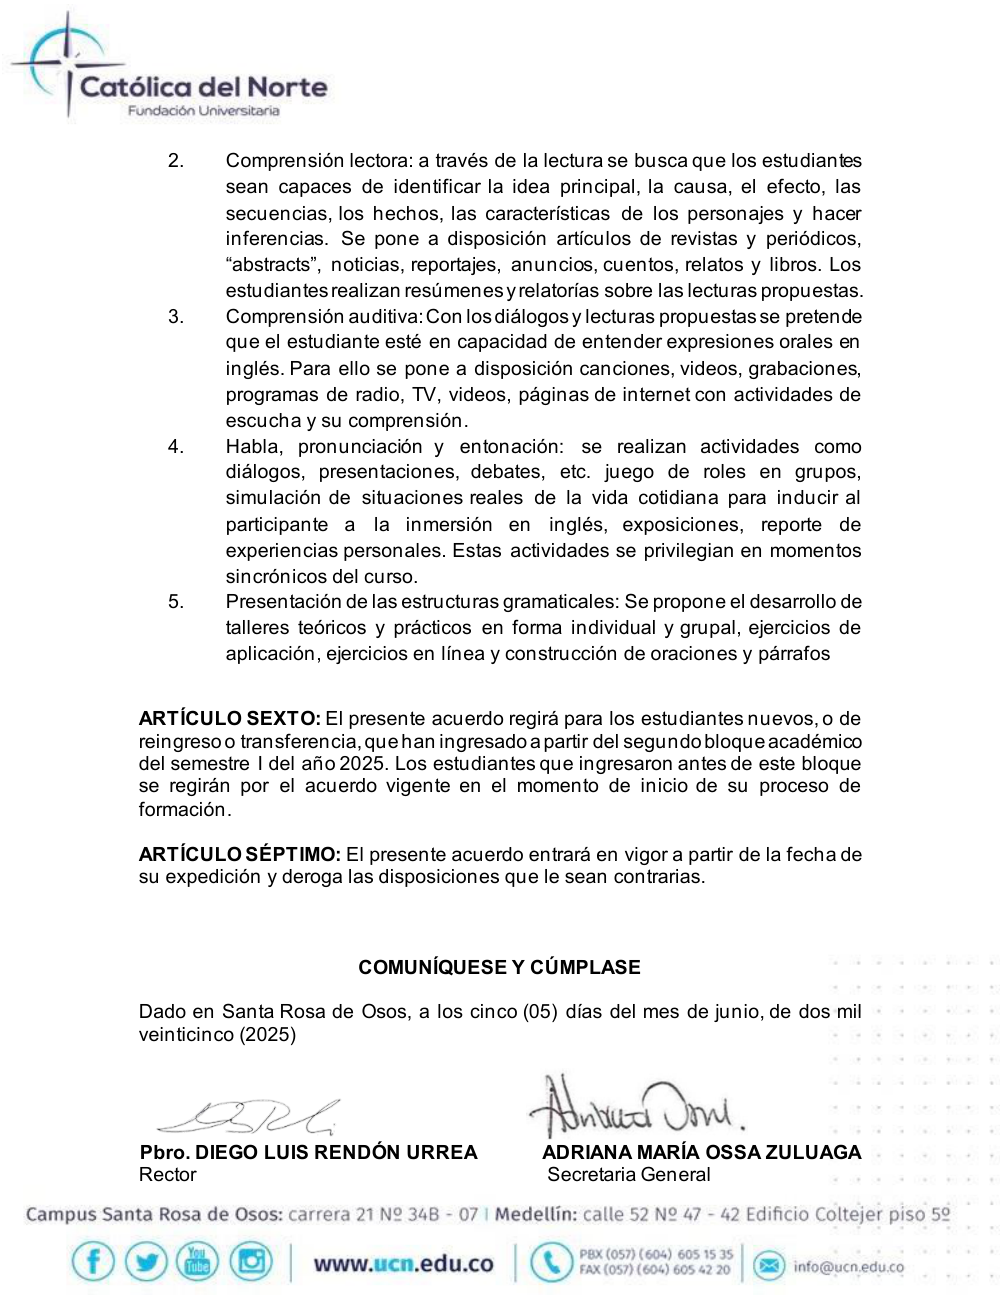 Católica del Norte
Fundación Universitaria
2. Comprensión lectora: a través de la lectura se busca que los estudiantes
sean capaces de identificar la idea principal, la causa, el efecto, las
secuencias, los hechos, las características de los personajes y hacer
inferencias. Se pone a disposición artículos de revistas y periódicos,
“abstracts”, noticias, reportajes, anuncios, cuentos, relatos y libros. Los
estudiantes realizan resúmenes y relatorías sobre las lecturas propuestas.
3. Comprensión auditiva: Con los diálogos y lecturas propuestas se pretende
que el estudiante esté en capacidad de entender expresiones orales en
inglés. Para ello se pone a disposición canciones, videos, grabaciones,
programas de radio, TV, videos, páginas de internet con actividades de
escucha y su comprensión.
4. Habla, pronunciación y entonación: se realizan actividades como
diálogos, presentaciones, debates, etc. juego de roles en grupos,
simulación de situaciones reales de la vida cotidiana para inducir al
participante a la inmersión en inglés, exposiciones, reporte de
experiencias personales. Estas actividades se privilegian en momentos
sincrónicos del curso.
5. Presentación de las estructuras gramaticales: Se propone el desarrollo de
talleres teóricos y prácticos en forma individual y grupal, ejercicios de
aplicación, ejercicios en línea y construcción de oraciones y párrafos
ARTÍCULO SEXTO: El presente acuerdo regirá para los estudiantes nuevos, o de
reingreso o transferencia, que han ingresado a partir del segundo bloque académico
del semestre I del año 2025. Los estudiantes que ingresaron antes de este bloque
se regirán por el acuerdo vigente en el momento de inicio de su proceso de
formación.
ARTÍCULO SÉPTIMO: El presente acuerdo entrará en vigor a partir de la fecha de
su expedición y deroga las disposiciones que le sean contrarias.
COMUNÍQUESE Y CÚMPLASE
Dado en Santa Rosa de Osos, a los cinco (05) días del mes de junio, de dos mil
veinticinco (2025)
Pbro. DIEGO LUIS RENDÓN URREA ADRIANA MARÍA OSSA ZULUAGA
Rector Secretaria General
Campus Santa Rosa de Osos: carrera 21 Nº 34B - 07 | Medellín: calle 52 Nº 47 - 42 Edificio Coltejer piso 5º
You Tube www.ucn.edu.co PBX (057) (604) 605 15 35
FAX (057) (604) 605 42 20 info@ucn.edu.co